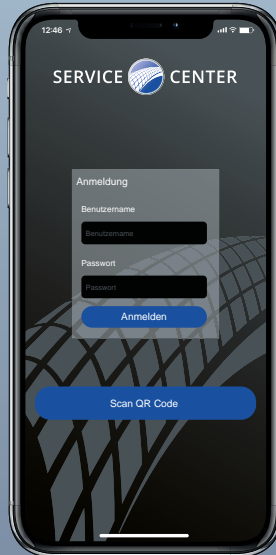 12:46
SERVICE CENTER
Anmeldung
Benutzername
Benutzername
Passwort
Passwort
Anmelden
Scan QR Code